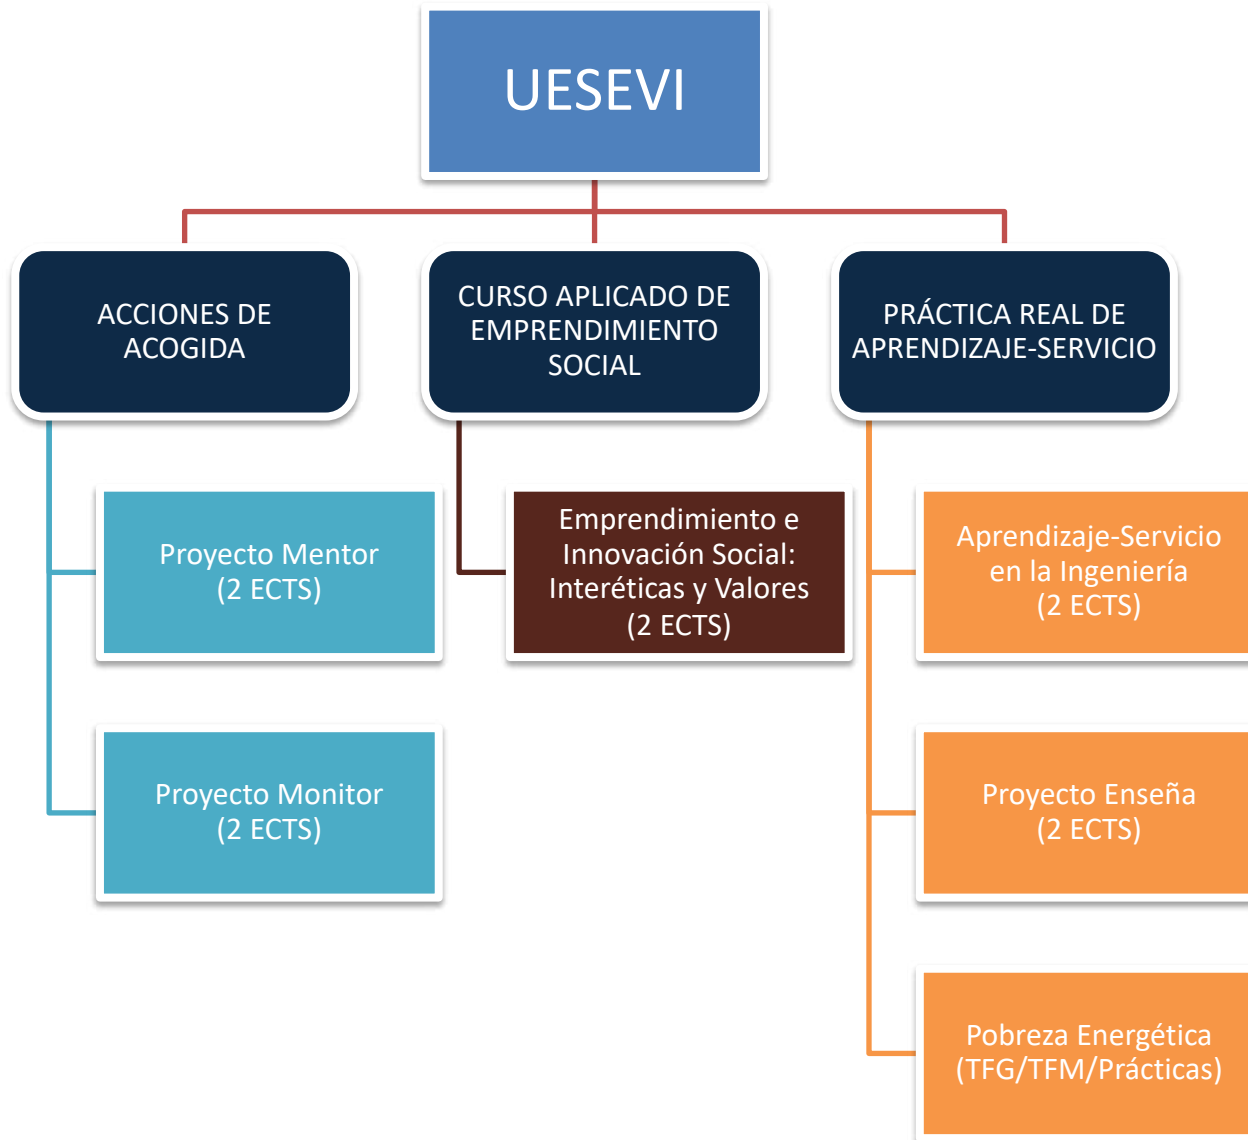 UESEVI
ACCIONES DE
ACOGIDA
CURSO APLICADO DE
EMPRENDIMIENTO
SOCIAL
PRÁCTICA REAL DE
APRENDIZAJE-SERVICIO
Proyecto Mentor
(2 ECTS)
Emprendimiento e
Innovación Social:
Interéticas y Valores
(2 ECTS)
Aprendizaje-Servicio
en la Ingeniería
(2 ECTS)
Proyecto Monitor
(2 ECTS)
Proyecto Enseña
(2 ECTS)
Pobreza Energética
(TFG/TFM/Prácticas)